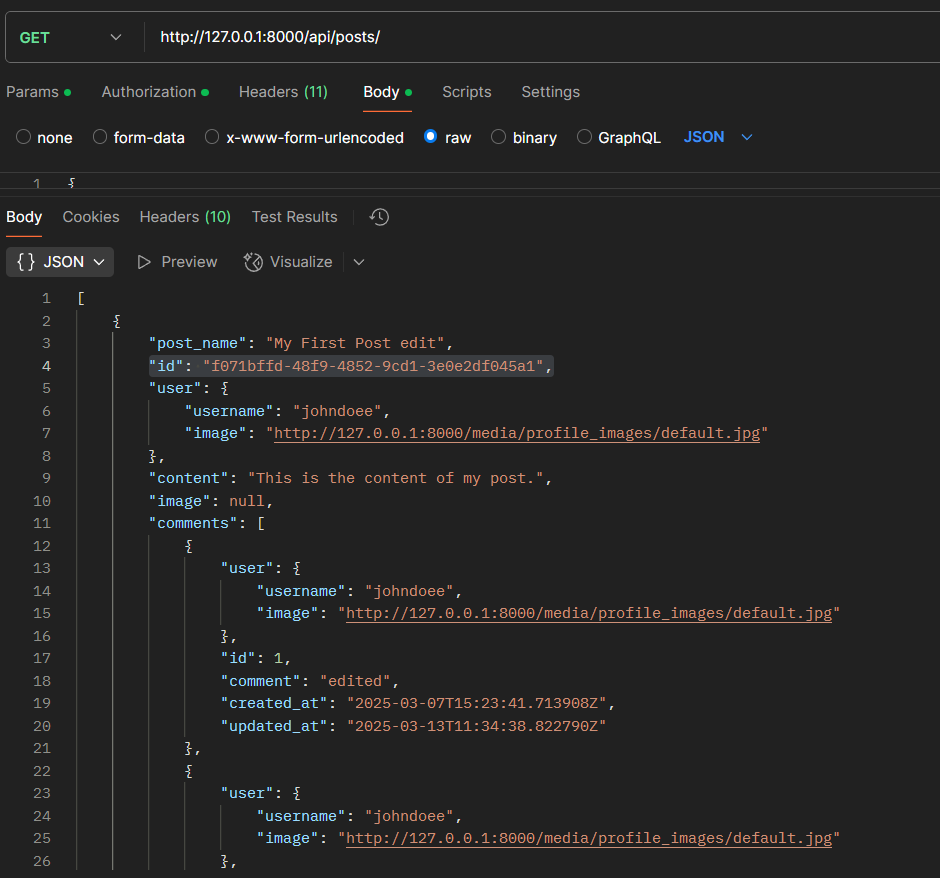 GET http://127.0.0.1:8000/api/posts/
Params Authorization Headers (11) Body Scripts Settings
none form-data x-www-form-urlencoded raw binary GraphQL JSON
1 {
Body Cookies Headers (10) Test Results
{} JSON Preview Visualize
1 [
2 {
3 "post_name": "My First Post edit",
4 "id": "f071bffd-48f9-4852-9cd1-3e0e2df045a1",
5 "user": {
6 "username": "johndoee",
7 "image": "http://127.0.0.1:8000/media/profile_images/default.jpg"
8 },
9 "content": "This is the content of my post.",
10 "image": null,
11 "comments": [
12 {
13 "user": {
14 "username": "johndoee",
15 "image": "http://127.0.0.1:8000/media/profile_images/default.jpg"
16 },
17 "id": 1,
18 "comment": "edited",
19 "created_at": "2025-03-07T15:23:41.713908Z",
20 "updated_at": "2025-03-13T11:34:38.822790Z"
21 },
22 {
23 "user": {
24 "username": "johndoee",
25 "image": "http://127.0.0.1:8000/media/profile_images/default.jpg"
26 },